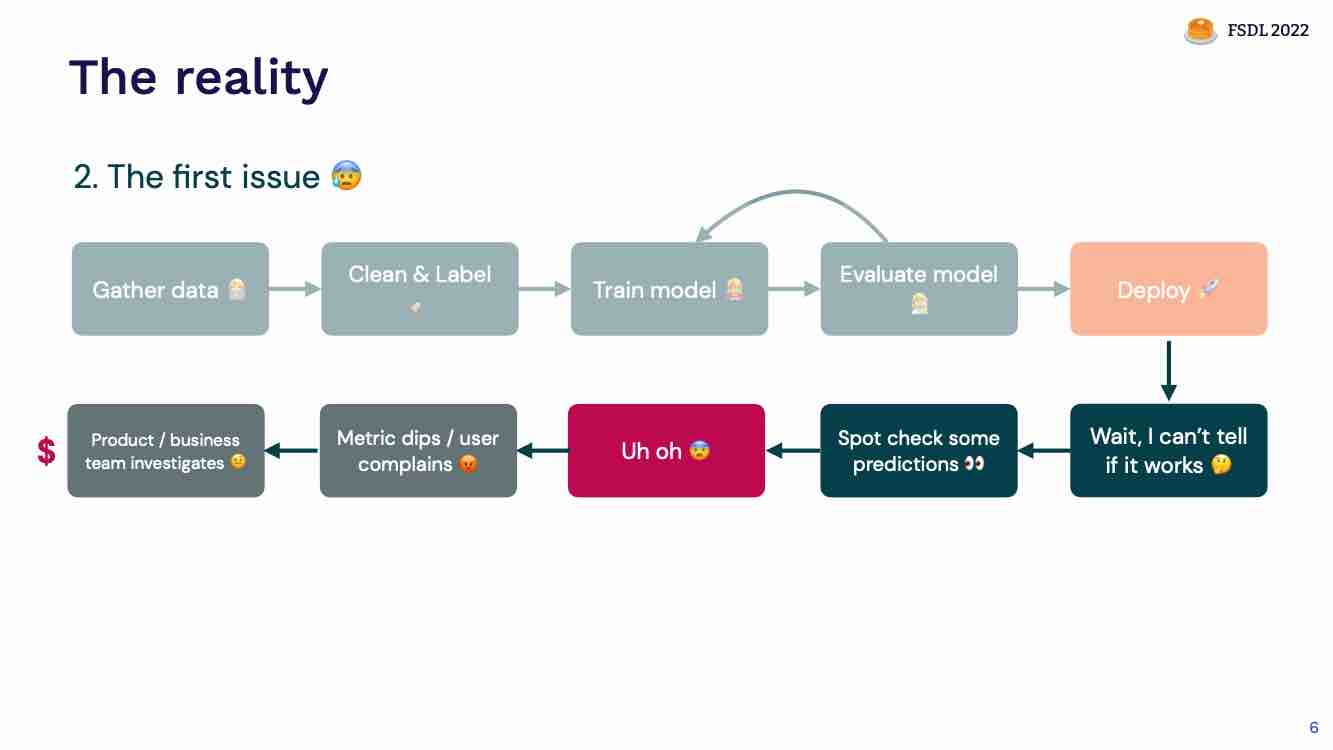 FSDL 2022
The reality
2. The first issue 😰
Gather data
Clean & Label
Train model
Evaluate model
Deploy 🚀
$
Product / business
team investigates 😓
Metric dips / user
complains 😡
Uh oh 😨
Spot check some
predictions 👀
Wait, I can’t tell
if it works 🤔
6